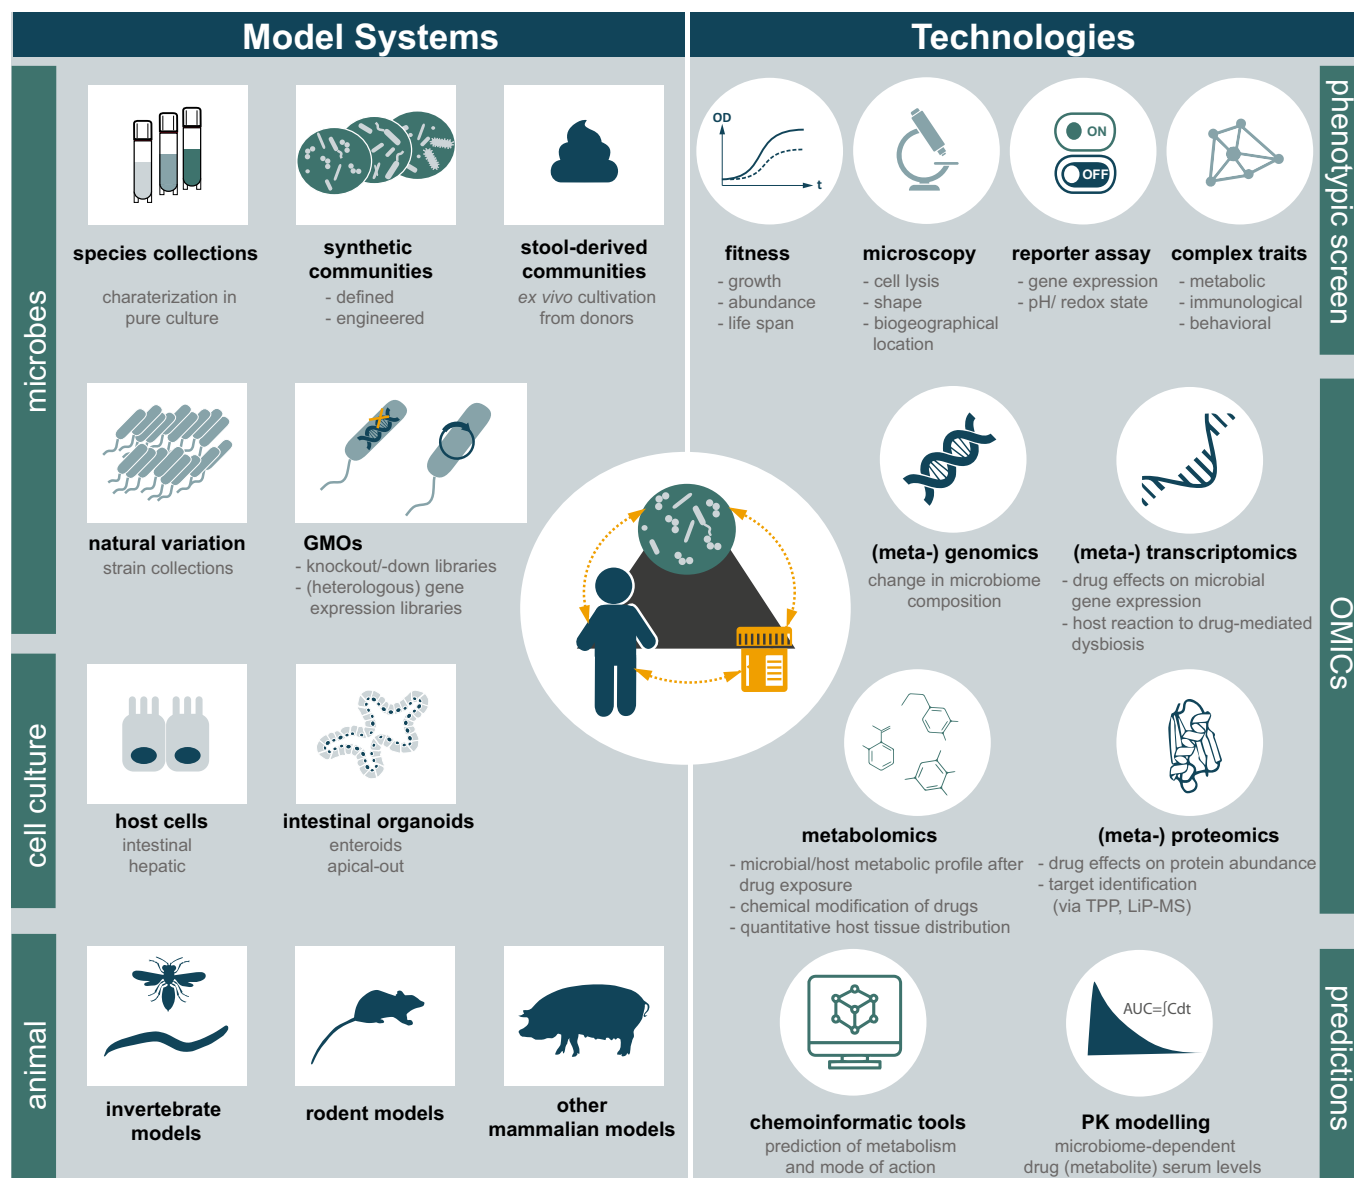 Model Systems
Technologies
microbes
species collections
charaterization in
pure culture
synthetic
communities
- defined
- engineered
stool-derived
communities
ex vivo cultivation
from donors
natural variation
strain collections
GMOs
- knockout/-down libraries
- (heterologous) gene
expression libraries
cell culture
host cells
intestinal
hepatic
intestinal organoids
enteroids
apical-out
animal
invertebrate
models
rodent models
other
mammalian models
phenotypic screen
OD
t
fitness
- growth
- abundance
- life span
microscopy
- cell lysis
- shape
- biogeographical
location
ON
OFF
reporter assay
- gene expression
- pH/ redox state
complex traits
- metabolic
- immunological
- behavioral
OMICs
(meta-) genomics
change in microbiome
composition
(meta-) transcriptomics
- drug effects on microbial
gene expression
- host reaction to drug-mediated
dysbiosis
metabolomics
- microbial/host metabolic profile after
drug exposure
- chemical modification of drugs
- quantitative host tissue distribution
(meta-) proteomics
- drug effects on protein abundance
- target identification
(via TPP, LiP-MS)
predictions
chemoinformatic tools
prediction of metabolism
and mode of action
AUC=∫Cdt
PK modelling
microbiome-dependent
drug (metabolite) serum levels